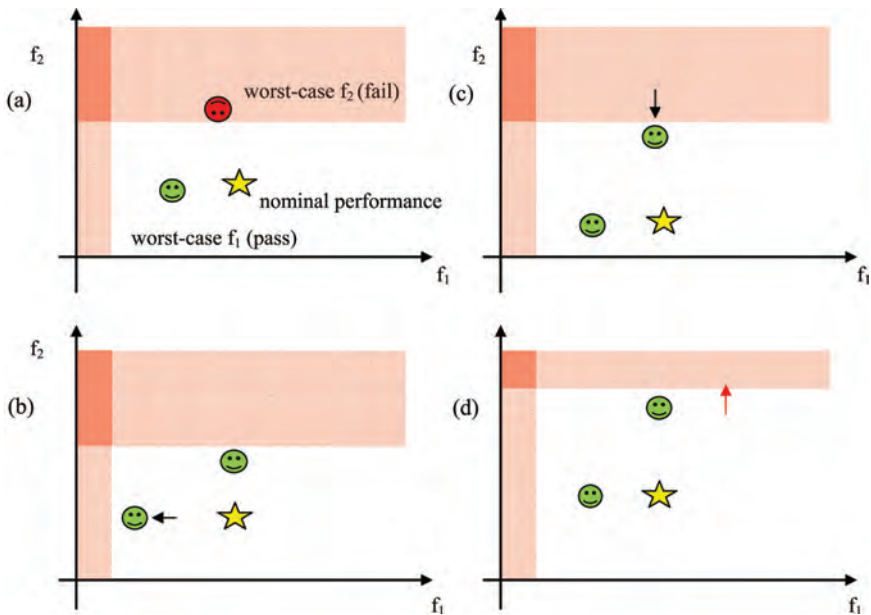 f₂
(a)
worst-case f₂ (fail)
nominal performance
worst-case f₁ (pass)
f₁
f₂
(c)
f₁
f₂
(b)
f₁
(d)
f₁